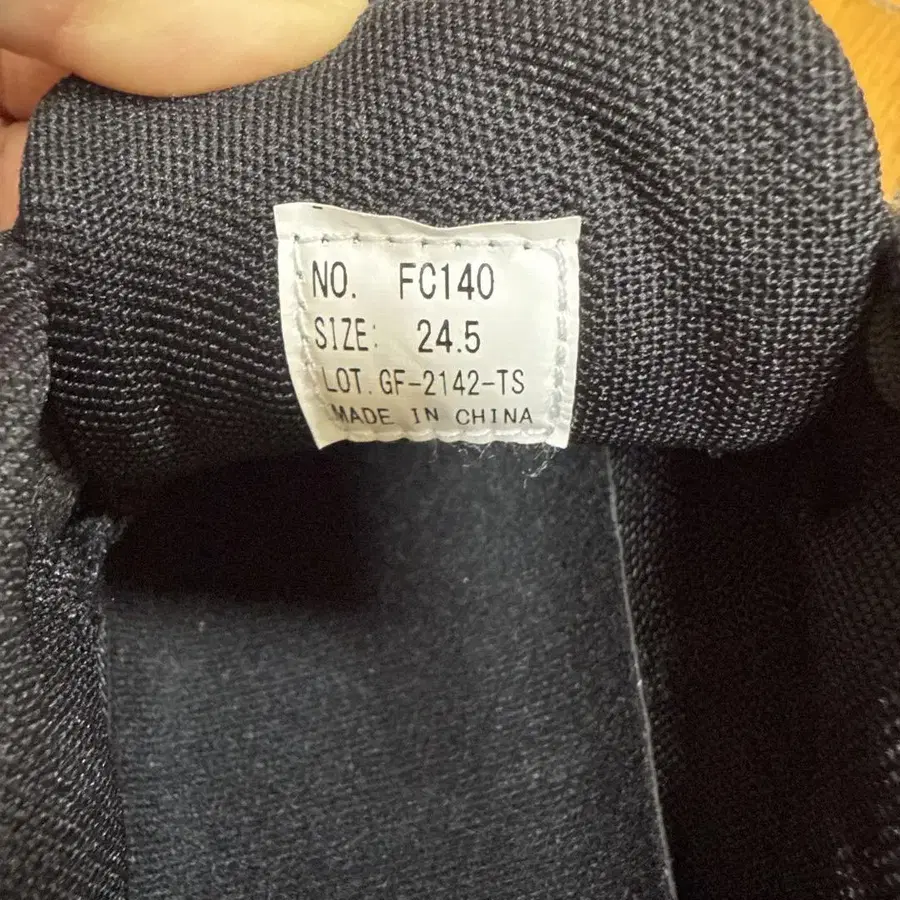 NO. FC140
SIZE: 24.5
LOT.GF-2142-TS
MADE IN CHINA